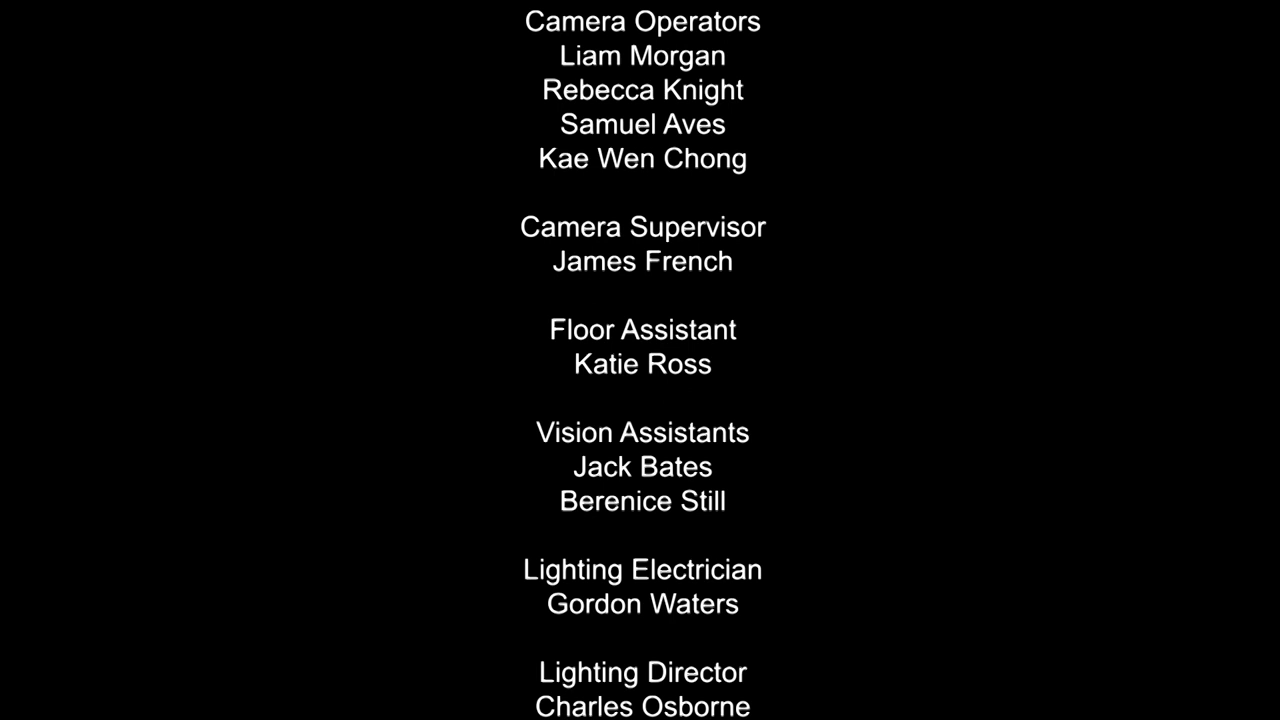 Camera Operators
Liam Morgan
Rebecca Knight
Samuel Aves
Kae Wen Chong
Camera Supervisor
James French
Floor Assistant
Katie Ross
Vision Assistants
Jack Bates
Berenice Still
Lighting Electrician
Gordon Waters
Lighting Director
Charles Osborne